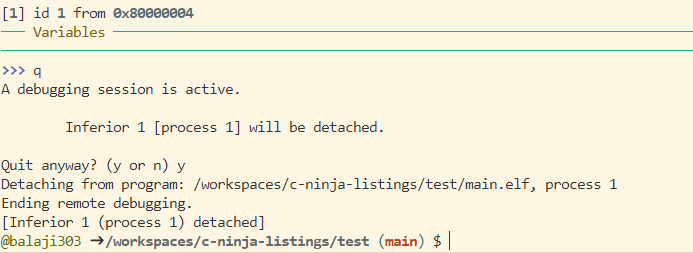 [1] id 1 from 0x80000004
── Variables ──
>>> q
A debugging session is active.
Inferior 1 [process 1] will be detached.
Quit anyway? (y or n) y
Detaching from program: /workspaces/c-ninja-listings/test/main.elf, process 1
Ending remote debugging.
[Inferior 1 (process 1) detached]
@balaji303 ➜/workspaces/c-ninja-listings/test (main) $